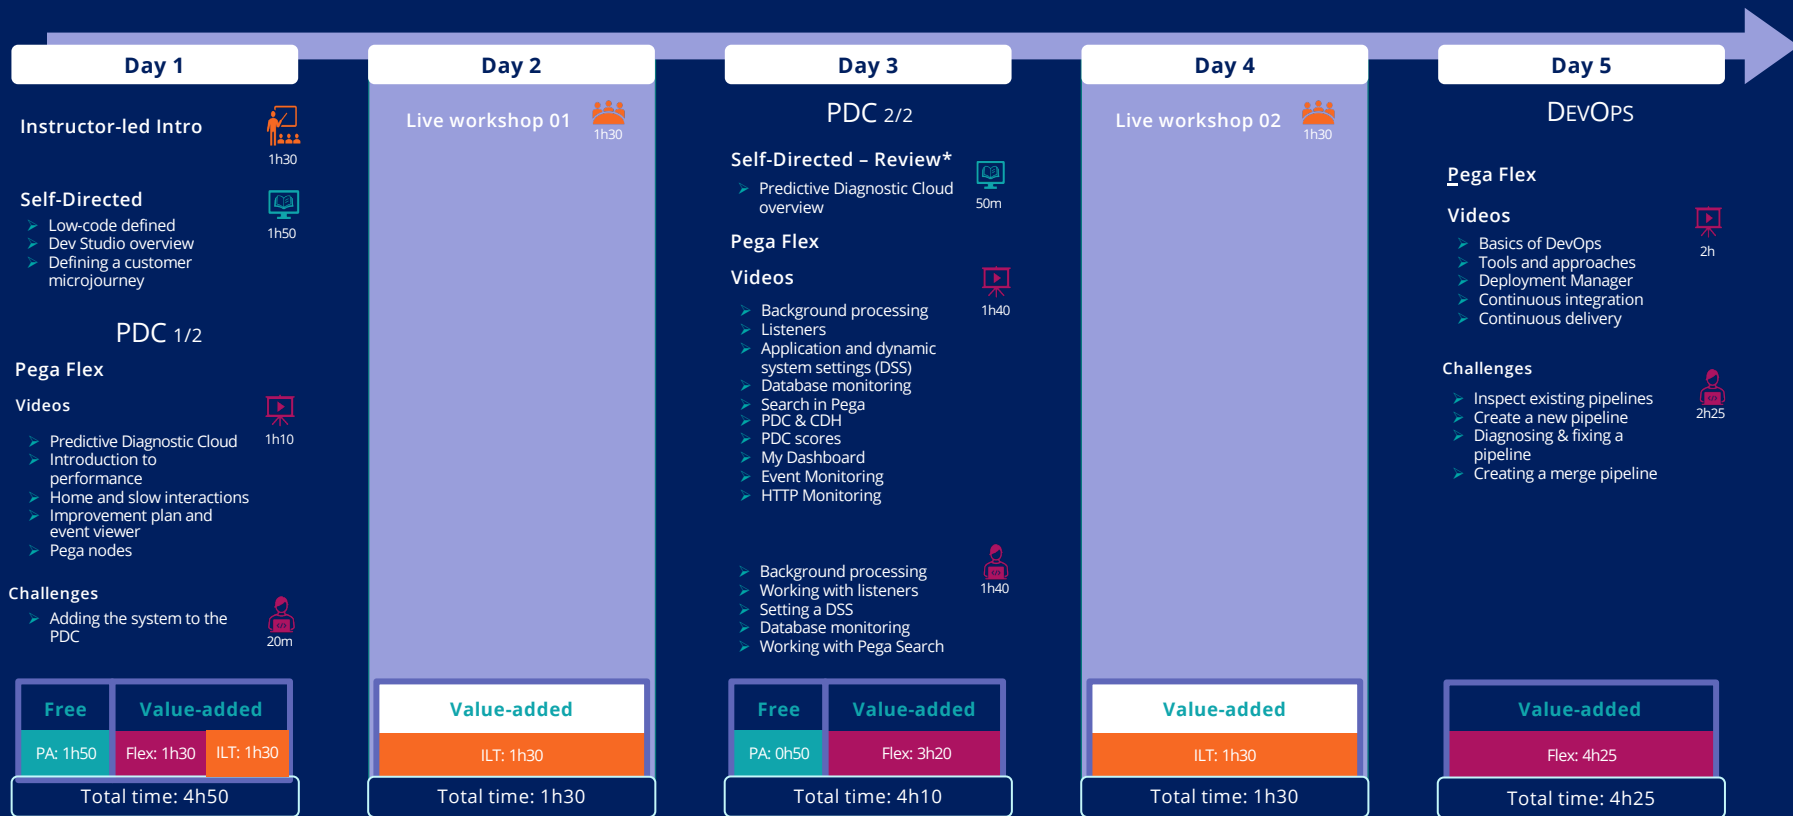 Day 1
Instructor-led Intro
1h30
Self-Directed
1h50
Low-code defined
Dev Studio overview
Defining a customer
microjourney
PDC 1/2
Pega Flex
Videos
1h10
Predictive Diagnostic Cloud
Introduction to
performance
Home and slow interactions
Improvement plan and
event viewer
Pega nodes
Challenges
Adding the system to the
PDC
20m
Free
Value-added
PA: 1h50
Flex: 1h30
ILT: 1h30
Total time: 4h50
Day 2
Live workshop 01
1h30
Value-added
ILT: 1h30
Total time: 1h30
Day 3
PDC 2/2
Self-Directed – Review*
Predictive Diagnostic Cloud
overview
50m
Pega Flex
Videos
1h40
Background processing
Listeners
Application and dynamic
system settings (DSS)
Database monitoring
Search in Pega
PDC & CDH
PDC scores
My Dashboard
Event Monitoring
HTTP Monitoring
Background processing
1h40
Working with listeners
Setting a DSS
Database monitoring
Working with Pega Search
Free
Value-added
PA: 0h50
Flex: 3h20
Total time: 4h10
Day 4
Live workshop 02
1h30
Value-added
ILT: 1h30
Total time: 1h30
Day 5
DEVOPS
Pega Flex
Videos
2h
Basics of DevOps
Tools and approaches
Deployment Manager
Continuous integration
Continuous delivery
Challenges
2h25
Inspect existing pipelines
Create a new pipeline
Diagnosing & fixing a
pipeline
Creating a merge pipeline
Value-added
Flex: 4h25
Total time: 4h25